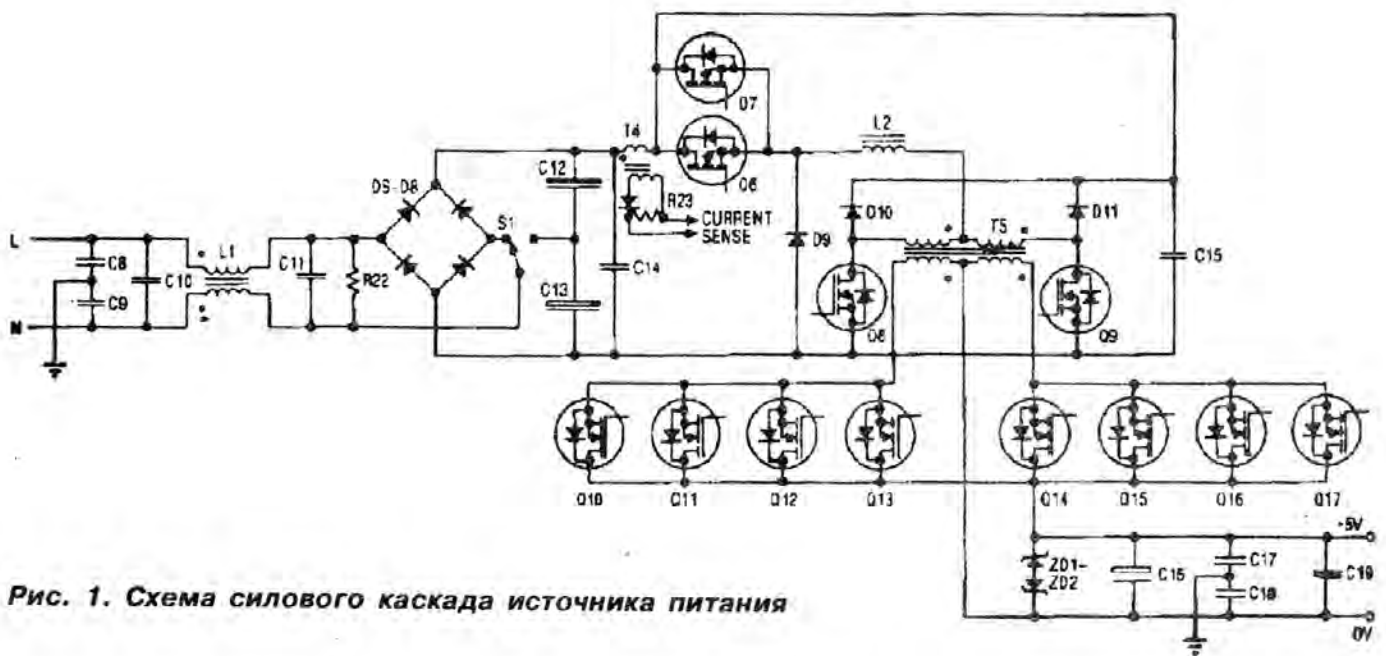 D7
T4
L2
C12
Q6
D5-D8
R23
S1
CURRENT
SENSE
D10
D11
L
L1
D9
T5
C15
C8
C11
C14
C10
R22
C9
C13
N
Q8
Q9
Q10
Q11
Q12
Q13
Q14
Q15
Q16
Q17
-5V
ZD1-
ZD2
C15
C17
C18
C19
0V
Рис. 1. Схема силового каскада источника питания